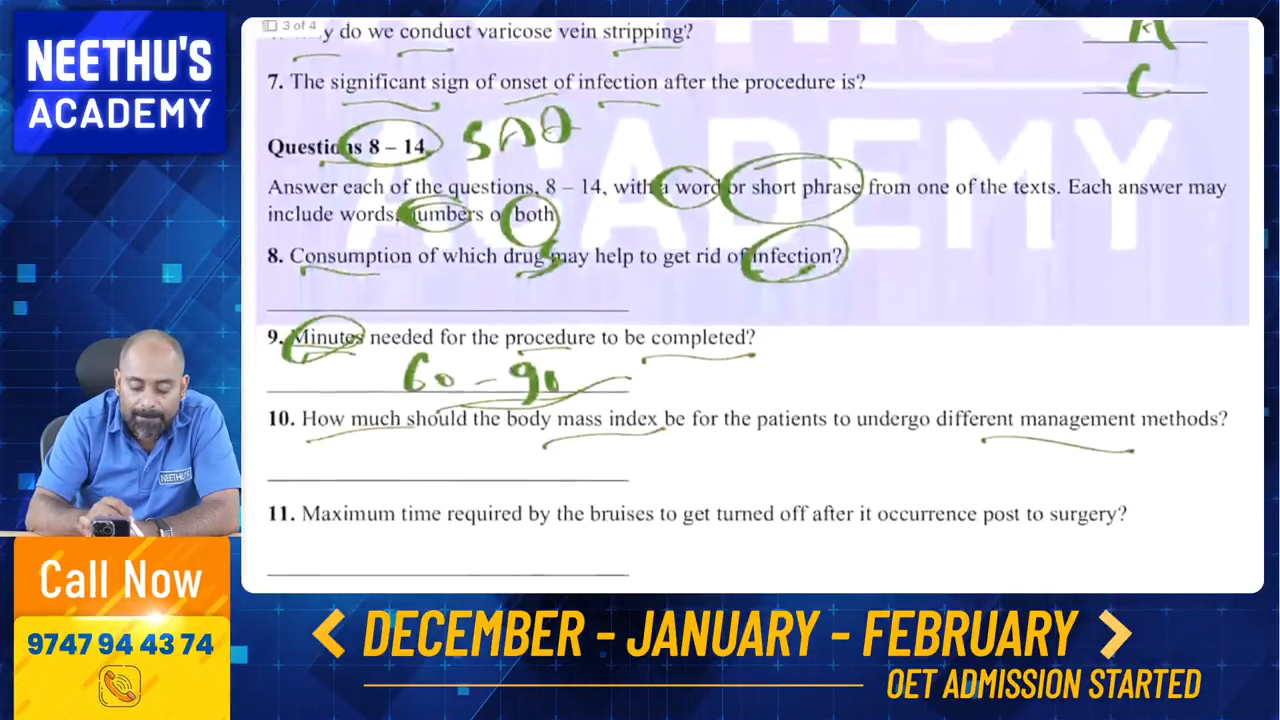 NEETHU'S
ACADEMY
3 of 4
y do we conduct varicose vein stripping?
A
7. The significant sign of onset of infection after the procedure is?
C
Questions 8 – 14 SAQ
Answer each of the questions, 8 – 14, with a word or short phrase from one of the texts. Each answer may
include words, numbers or both
8. Consumption of which drug may help to get rid of infection?
9. Minutes needed for the procedure to be completed?
60 - 90
10. How much should the body mass index be for the patients to undergo different management methods?
11. Maximum time required by the bruises to get turned off after it occurrence post to surgery?
NEETHU'S
ACADEMY
Call Now
9747 94 43 74
DECEMBER - JANUARY - FEBRUARY
OET ADMISSION STARTED